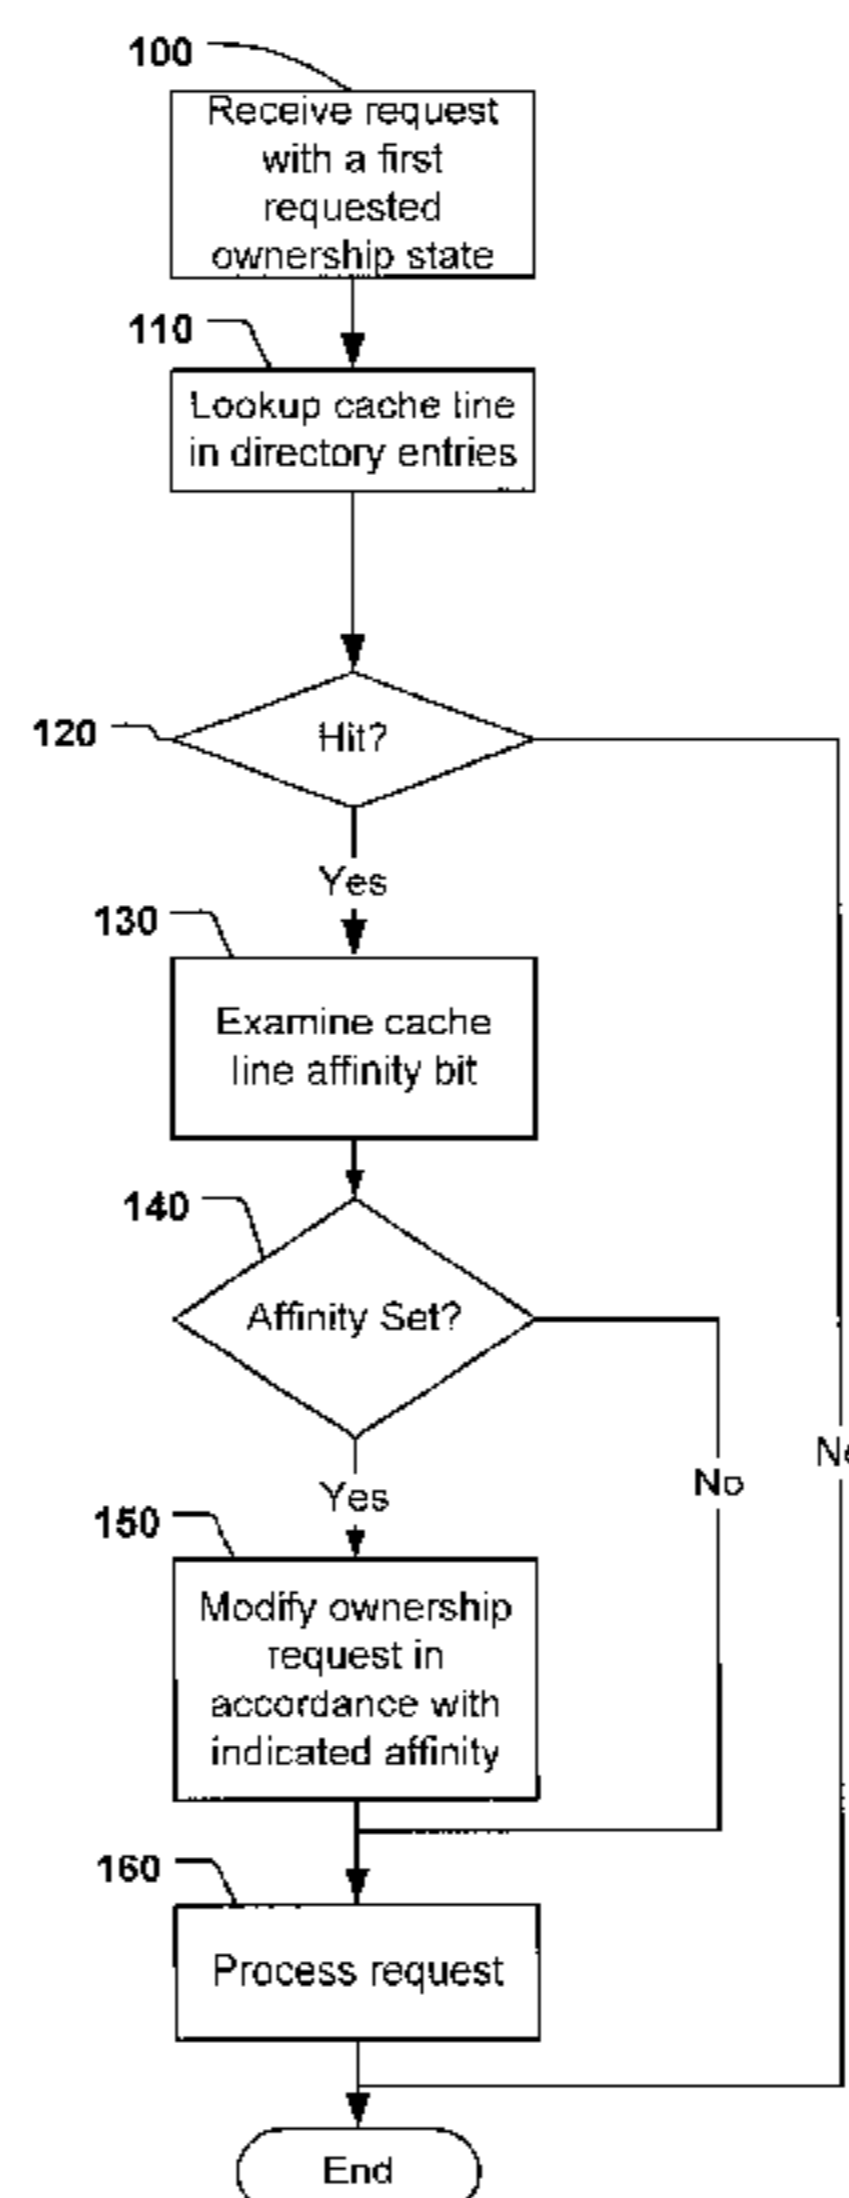 100
Receive request
with a first
requested
ownership state
110
Lookup cache line
in directory entries
120
Hit?
Yes
130
Examine cache
line affinity bit
140
Affinity Set?
No
Yes
No
150
Modify ownership
request in
accordance with
indicated affinity
160
Process request
End